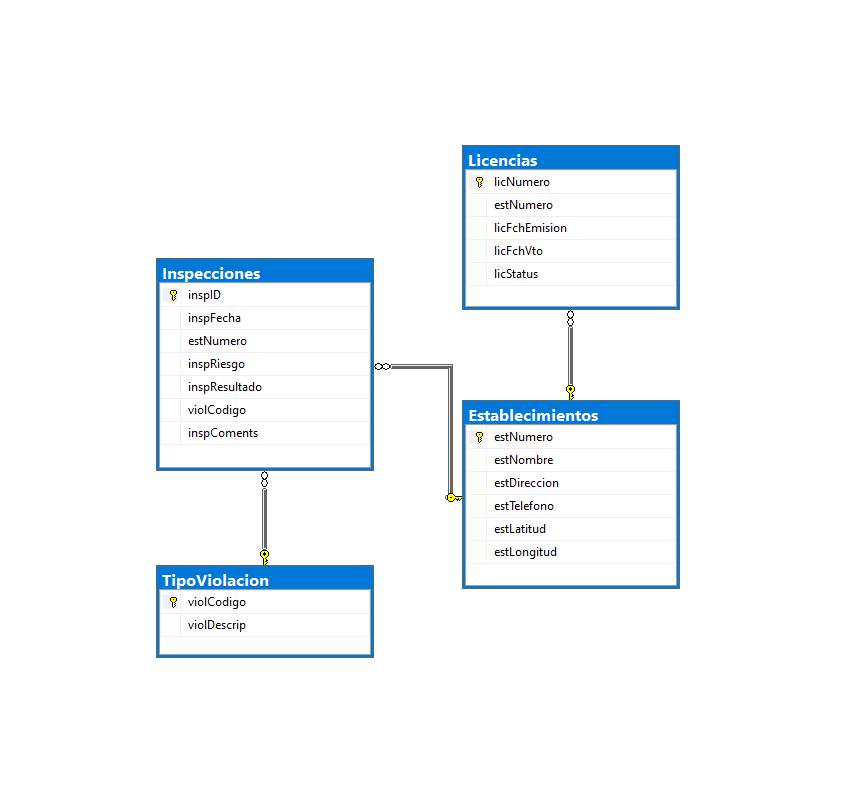 Licencias
licNumero
estNumero
licFchEmision
licFchVto
licStatus
Inspecciones
inspID
inspFecha
estNumero
inspRiesgo
inspResultado
violCodigo
inspComents
Establecimientos
estNumero
estNombre
estDireccion
estTelefono
estLatitud
estLongitud
TipoViolacion
violCodigo
violDescrip